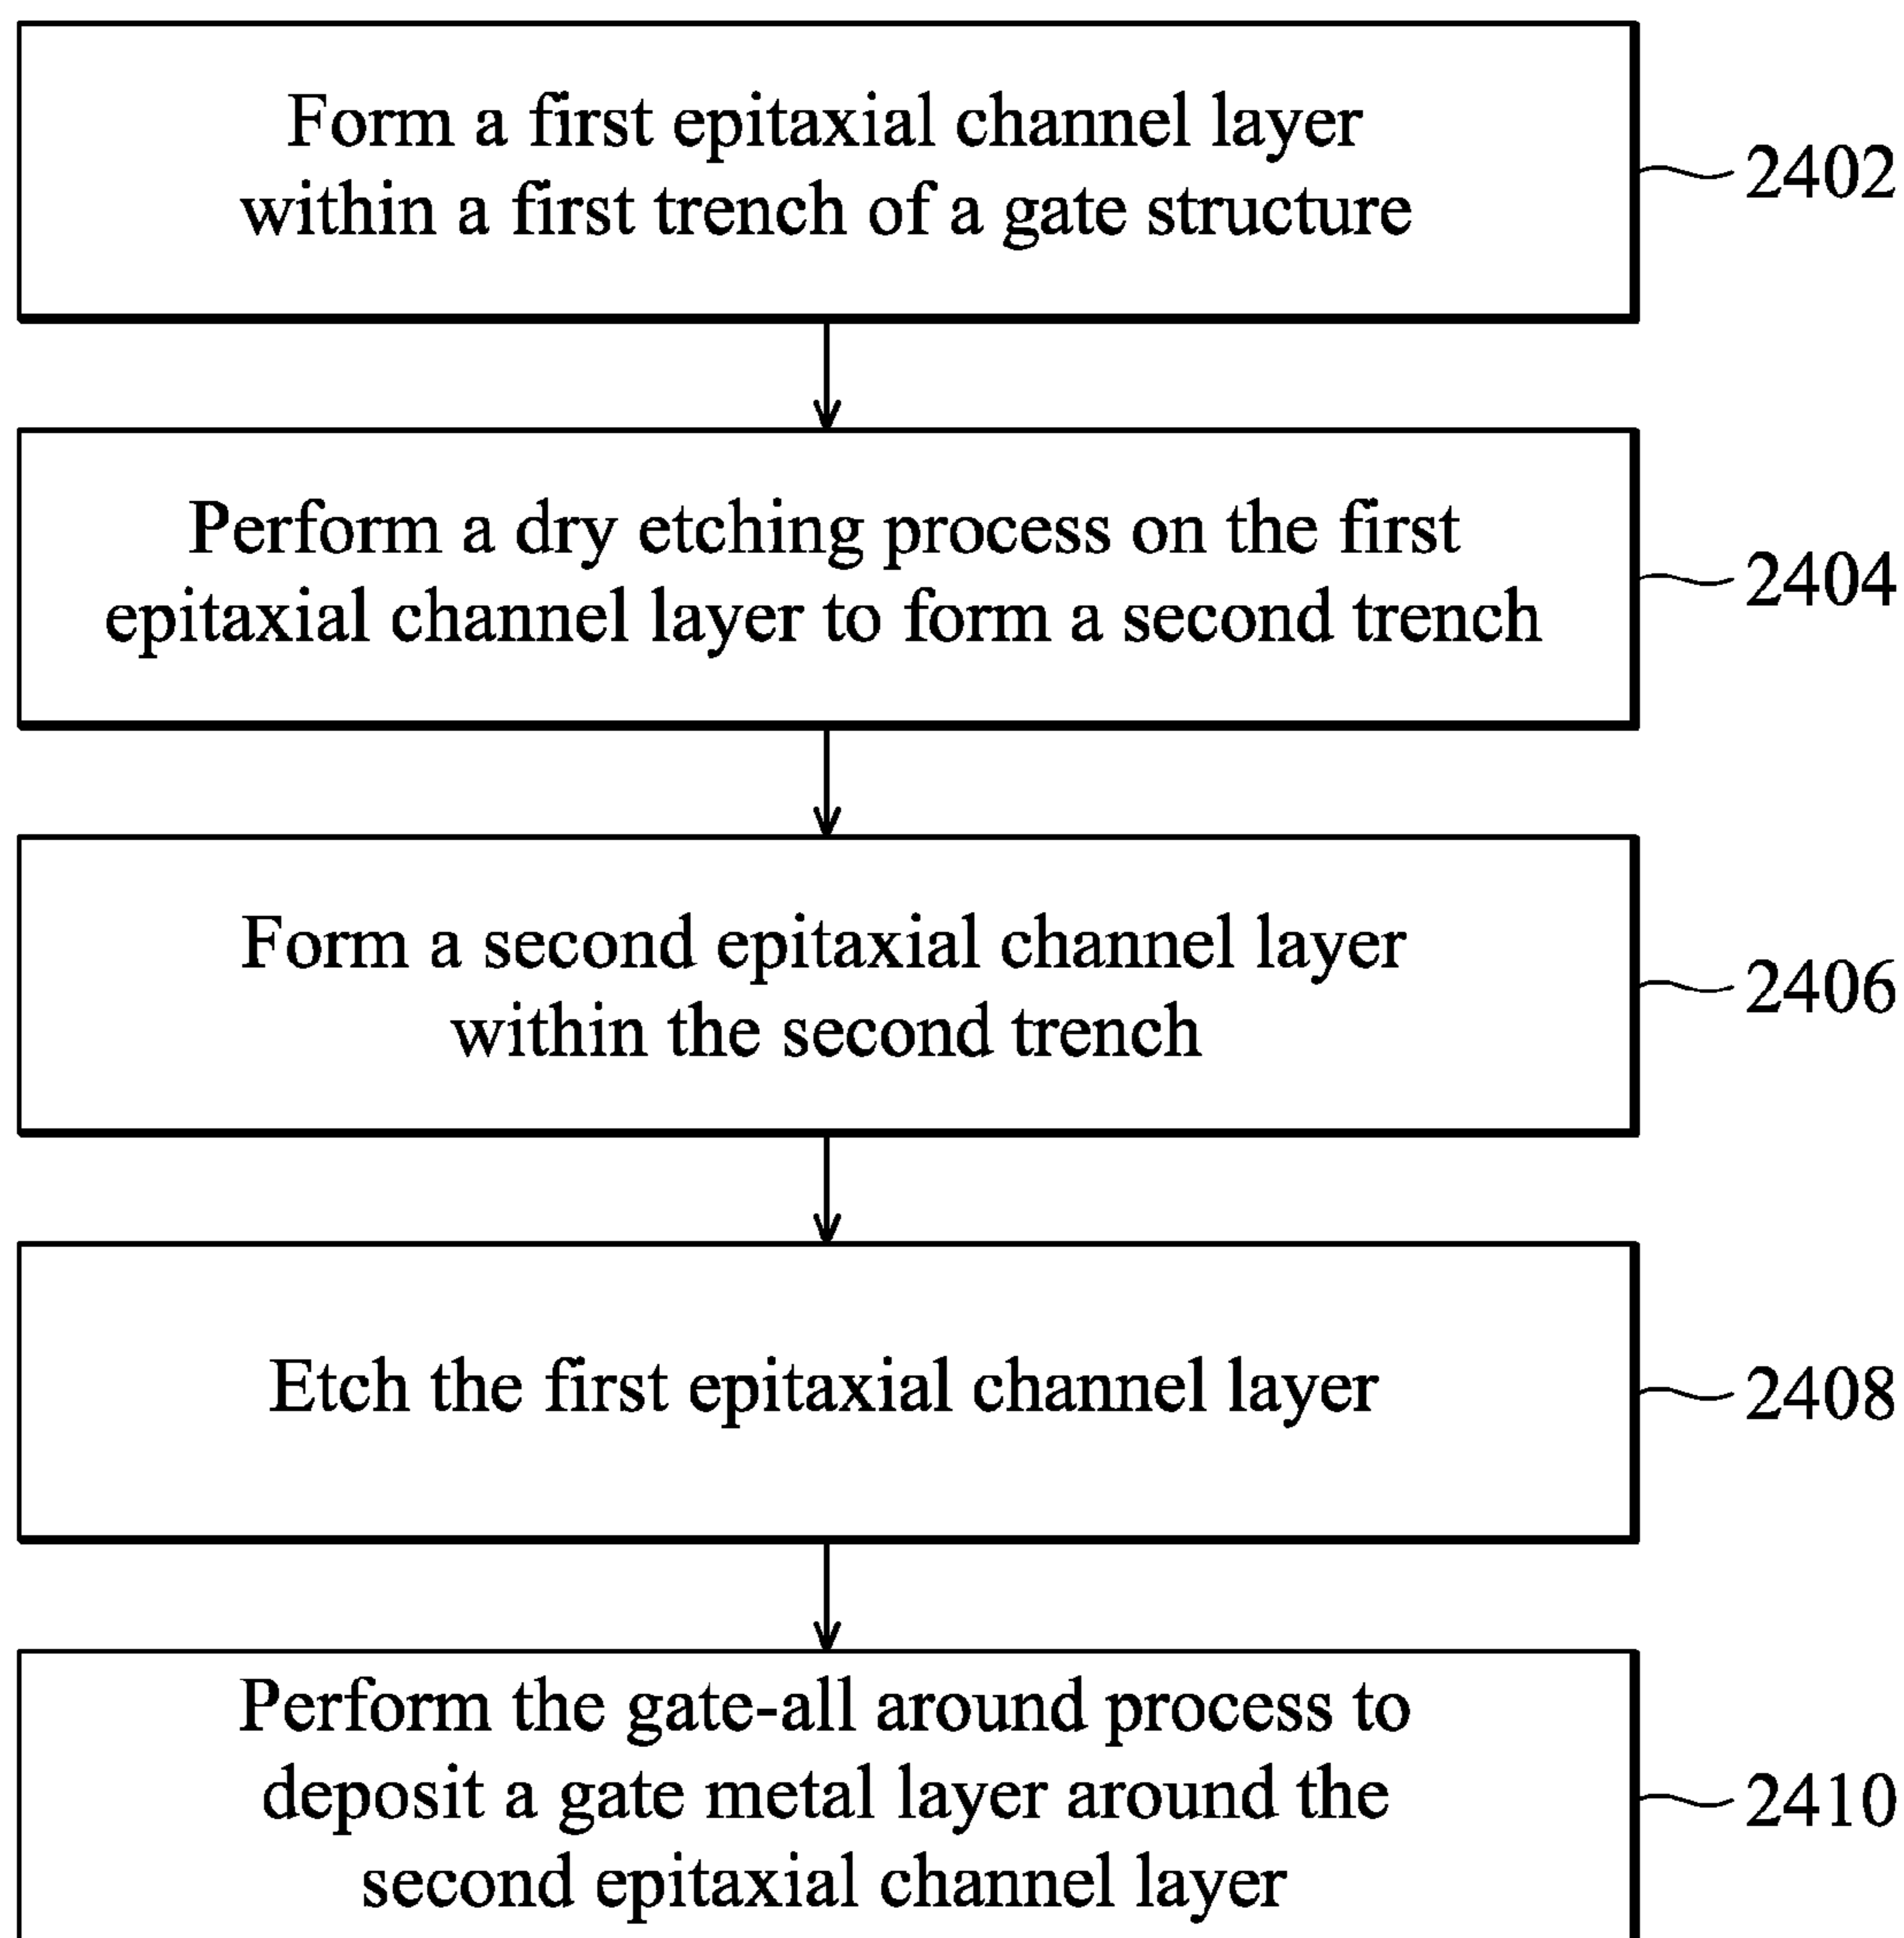 Form a first epitaxial channel layer
within a first trench of a gate structure
2402
Perform a dry etching process on the first
epitaxial channel layer to form a second trench
2404
Form a second epitaxial channel layer
within the second trench
2406
Etch the first epitaxial channel layer
2408
Perform the gate-all around process to
deposit a gate metal layer around the
second epitaxial channel layer
2410